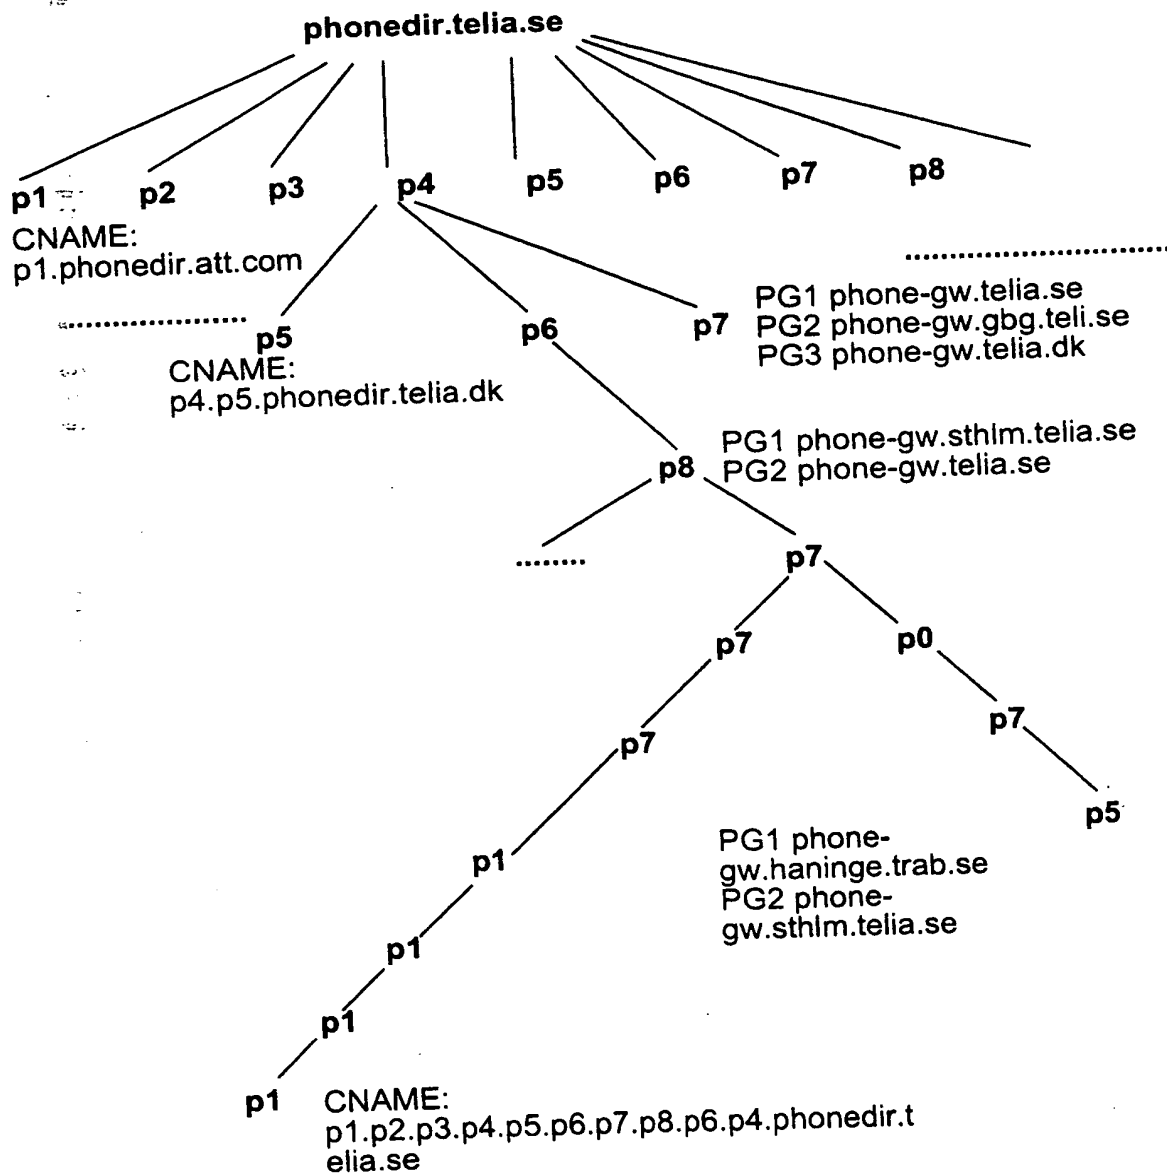 phonedir.telia.se
p1 p2 p3 p4 p5 p6 p7 p8
CNAME:
p1.phonedir.att.com
p5 p6 p7
PG1 phone-gw.telia.se
PG2 phone-gw.gbg.teli.se
PG3 phone-gw.telia.dk
CNAME:
p4.p5.phonedir.telia.dk
p8
PG1 phone-gw.sthlm.telia.se
PG2 phone-gw.telia.se
p7
p7 p0
p7 p7
p5
PG1 phone-
gw.haninge.trab.se
PG2 phone-
gw.sthlm.telia.se
p1
p1
p1
p1
CNAME:
p1.p2.p3.p4.p5.p6.p7.p8.p6.p4.phonedir.t
elia.se